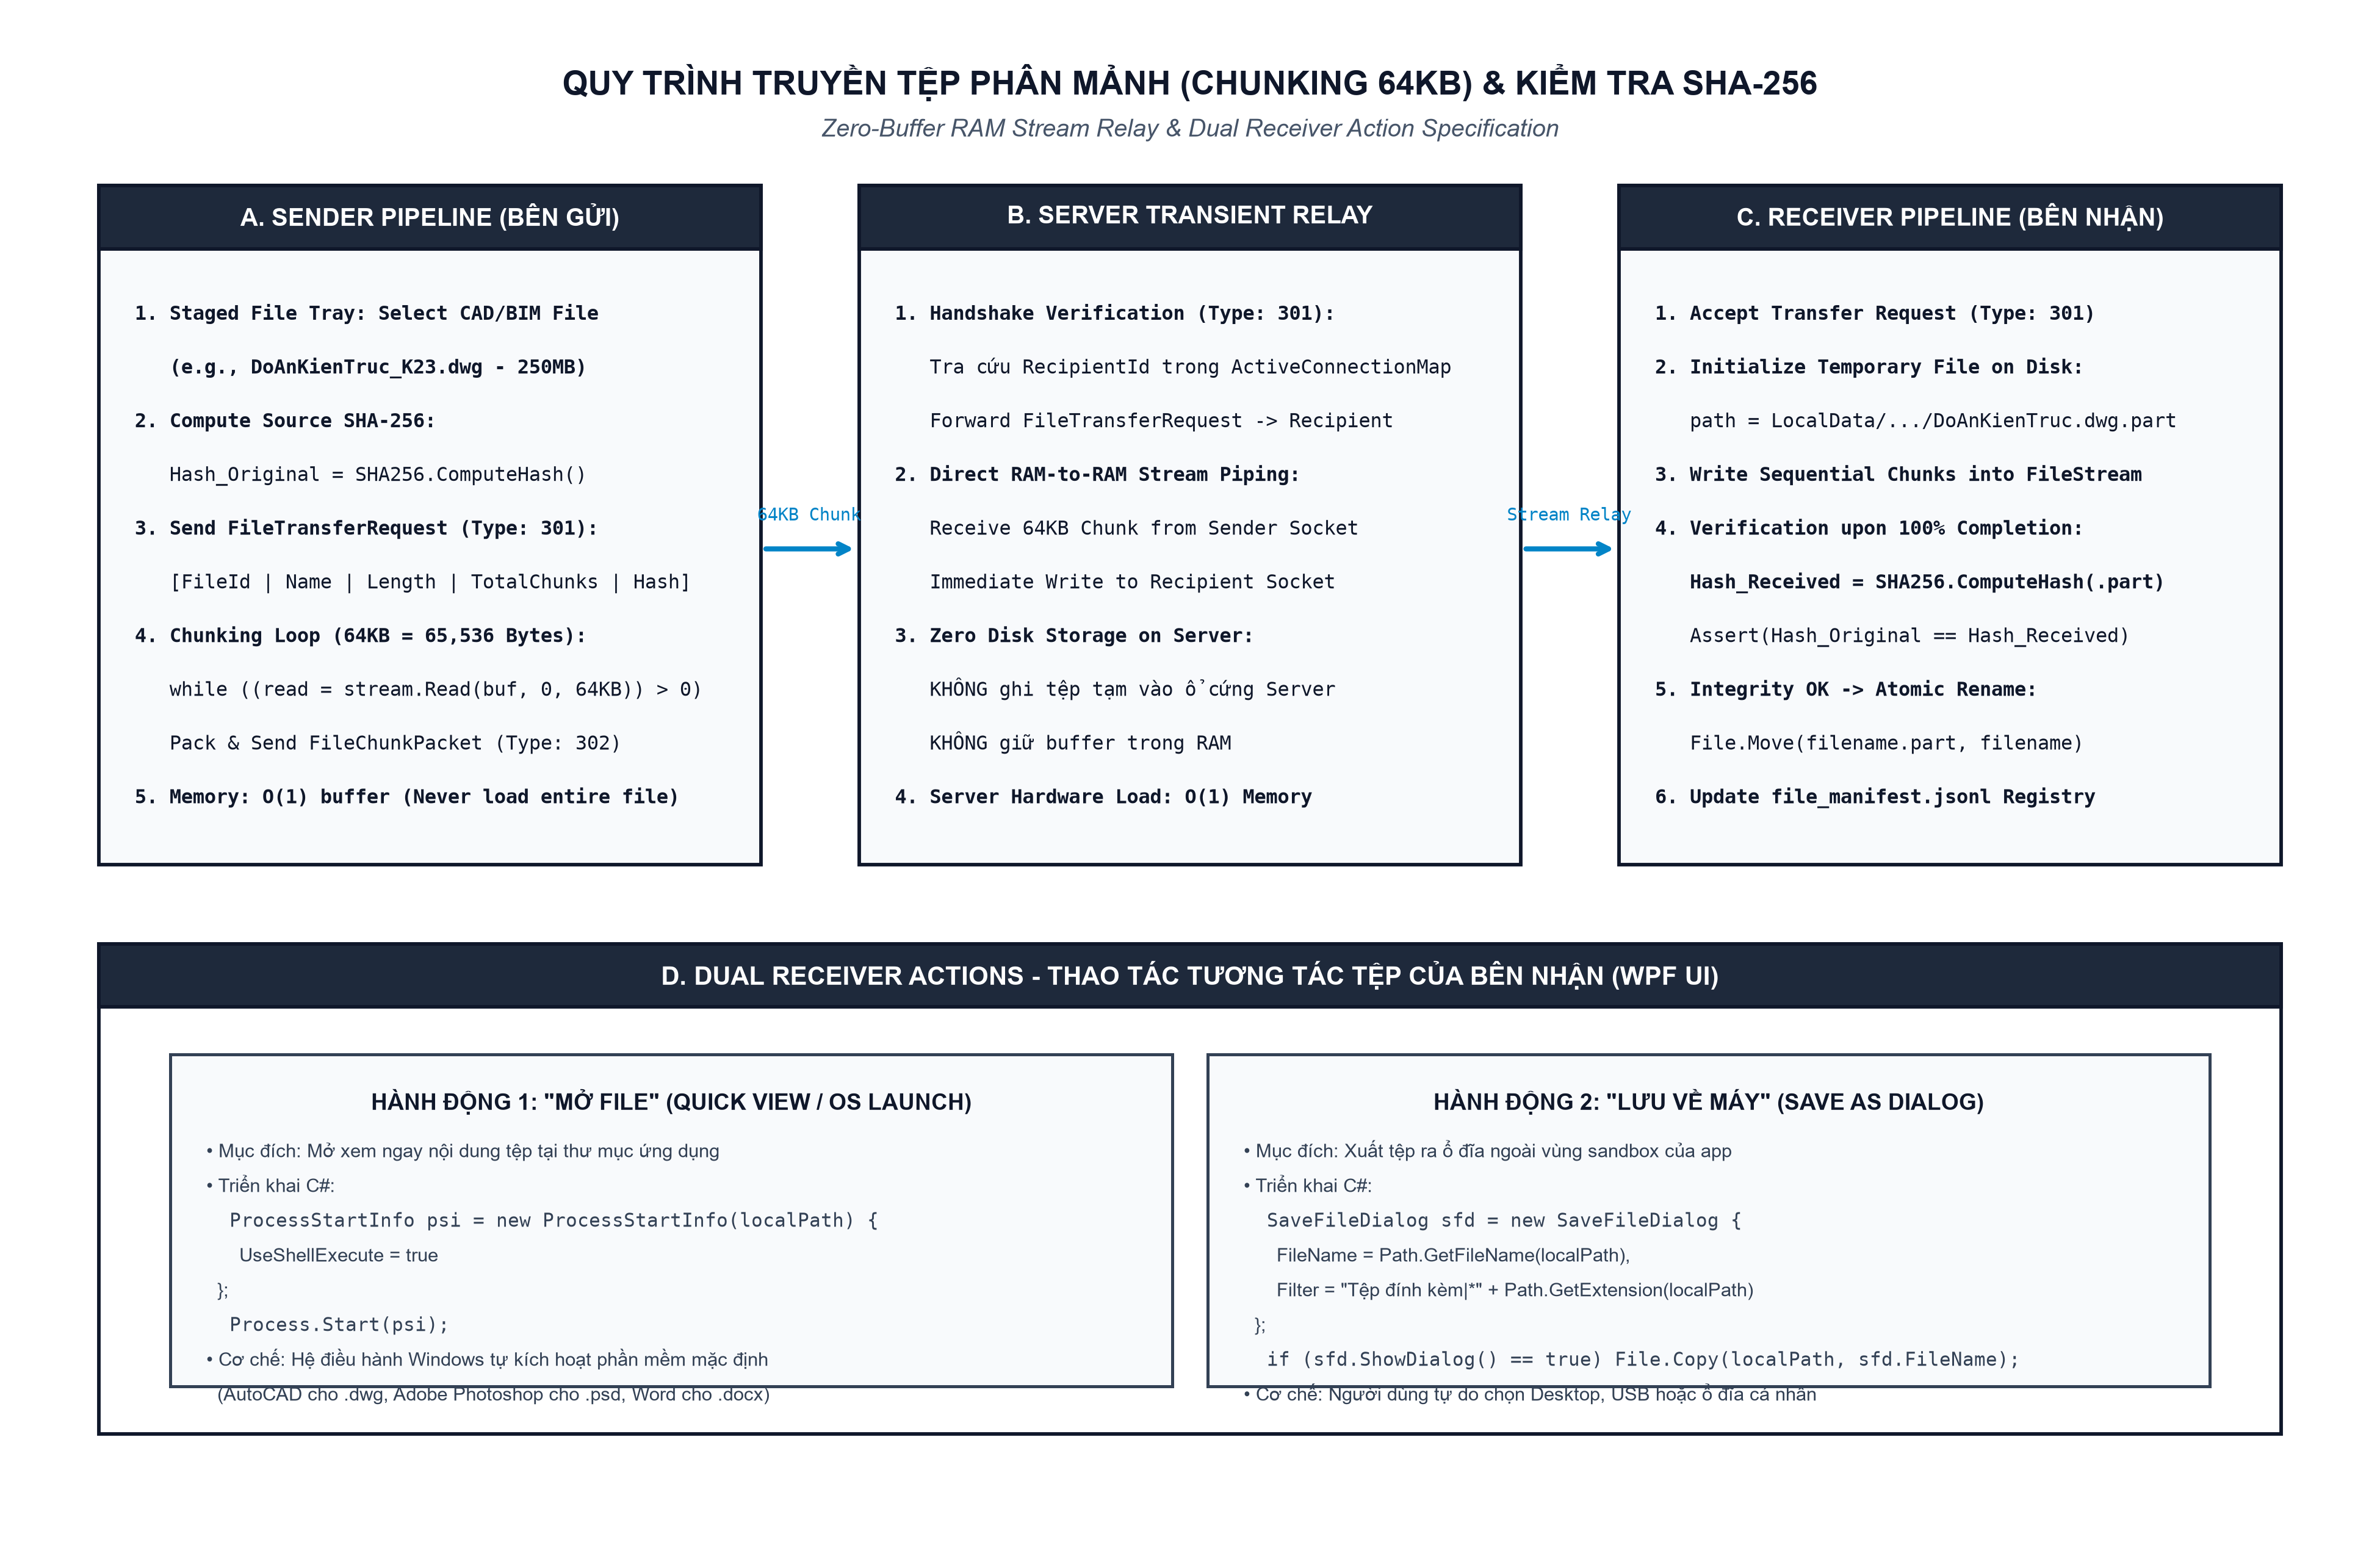 QUY TRÌNH TRUYỀN TỆP PHÂN MẢNH (CHUNKING 64KB) & KIỂM TRA SHA-256
Zero-Buffer RAM Stream Relay & Dual Receiver Action Specification
A. SENDER PIPELINE (BÊN GỬI)
1. Staged File Tray: Select CAD/BIM File
(e.g., DoAnKienTruc_K23.dwg - 250MB)
2. Compute Source SHA-256:
Hash_Original = SHA256.ComputeHash()
3. Send FileTransferRequest (Type: 301):
[FileId | Name | Length | TotalChunks | Hash]
4. Chunking Loop (64KB = 65,536 Bytes):
while ((read = stream.Read(buf, 0, 64KB)) > 0)
Pack & Send FileChunkPacket (Type: 302)
5. Memory: O(1) buffer (Never load entire file)
64KB Chunk
B. SERVER TRANSIENT RELAY
1. Handshake Verification (Type: 301):
Tra cứu RecipientId trong ActiveConnectionMap
Forward FileTransferRequest -> Recipient
2. Direct RAM-to-RAM Stream Piping:
Receive 64KB Chunk from Sender Socket
Immediate Write to Recipient Socket
3. Zero Disk Storage on Server:
KHÔNG ghi tệp tạm vào ổ cứng Server
KHÔNG giữ buffer trong RAM
4. Server Hardware Load: O(1) Memory
Stream Relay
C. RECEIVER PIPELINE (BÊN NHẬN)
1. Accept Transfer Request (Type: 301)
2. Initialize Temporary File on Disk:
path = LocalData/.../DoAnKienTruc.dwg.part
3. Write Sequential Chunks into FileStream
4. Verification upon 100% Completion:
Hash_Received = SHA256.ComputeHash(.part)
Assert(Hash_Original == Hash_Received)
5. Integrity OK -> Atomic Rename:
File.Move(filename.part, filename)
6. Update file_manifest.jsonl Registry
D. DUAL RECEIVER ACTIONS - THAO TÁC TƯƠNG TÁC TỆP CỦA BÊN NHẬN (WPF UI)
HÀNH ĐỘNG 1: "MỞ FILE" (QUICK VIEW / OS LAUNCH)
• Mục đích: Mở xem ngay nội dung tệp tại thư mục ứng dụng
• Triển khai C#:
ProcessStartInfo psi = new ProcessStartInfo(localPath) {
UseShellExecute = true
};
Process.Start(psi);
• Cơ chế: Hệ điều hành Windows tự kích hoạt phần mềm mặc định
(AutoCAD cho .dwg, Adobe Photoshop cho .psd, Word cho .docx)
HÀNH ĐỘNG 2: "LƯU VỀ MÁY" (SAVE AS DIALOG)
• Mục đích: Xuất tệp ra ổ đĩa ngoài vùng sandbox của app
• Triển khai C#:
SaveFileDialog sfd = new SaveFileDialog {
FileName = Path.GetFileName(localPath),
Filter = "Tệp đính kèm|*" + Path.GetExtension(localPath)
};
if (sfd.ShowDialog() == true) File.Copy(localPath, sfd.FileName);
• Cơ chế: Người dùng tự do chọn Desktop, USB hoặc ổ đĩa cá nhân